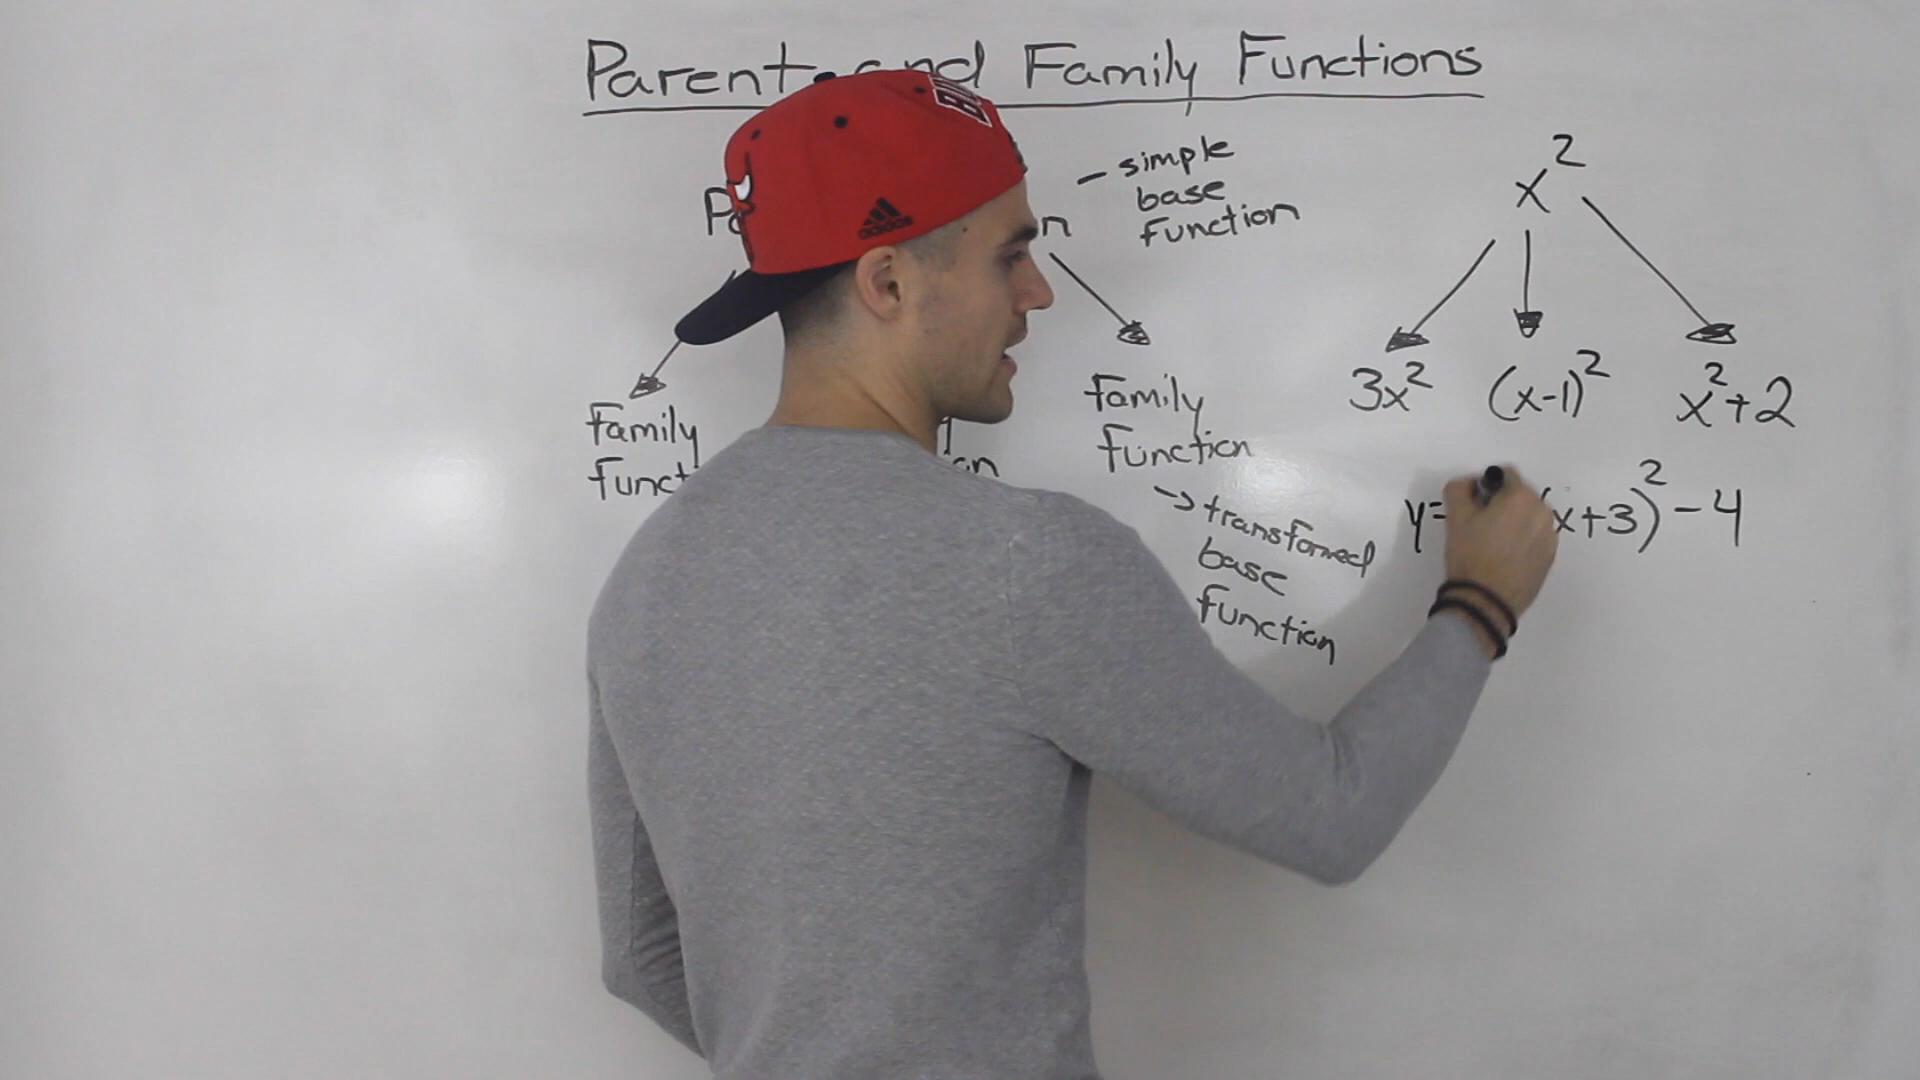 Parent and Family Functions
- simple
base
function
x²
3x² (x-1)² x²+2
Family
Family
Function
→ transformed
base
function
y= (x+3)² - 4
adidas